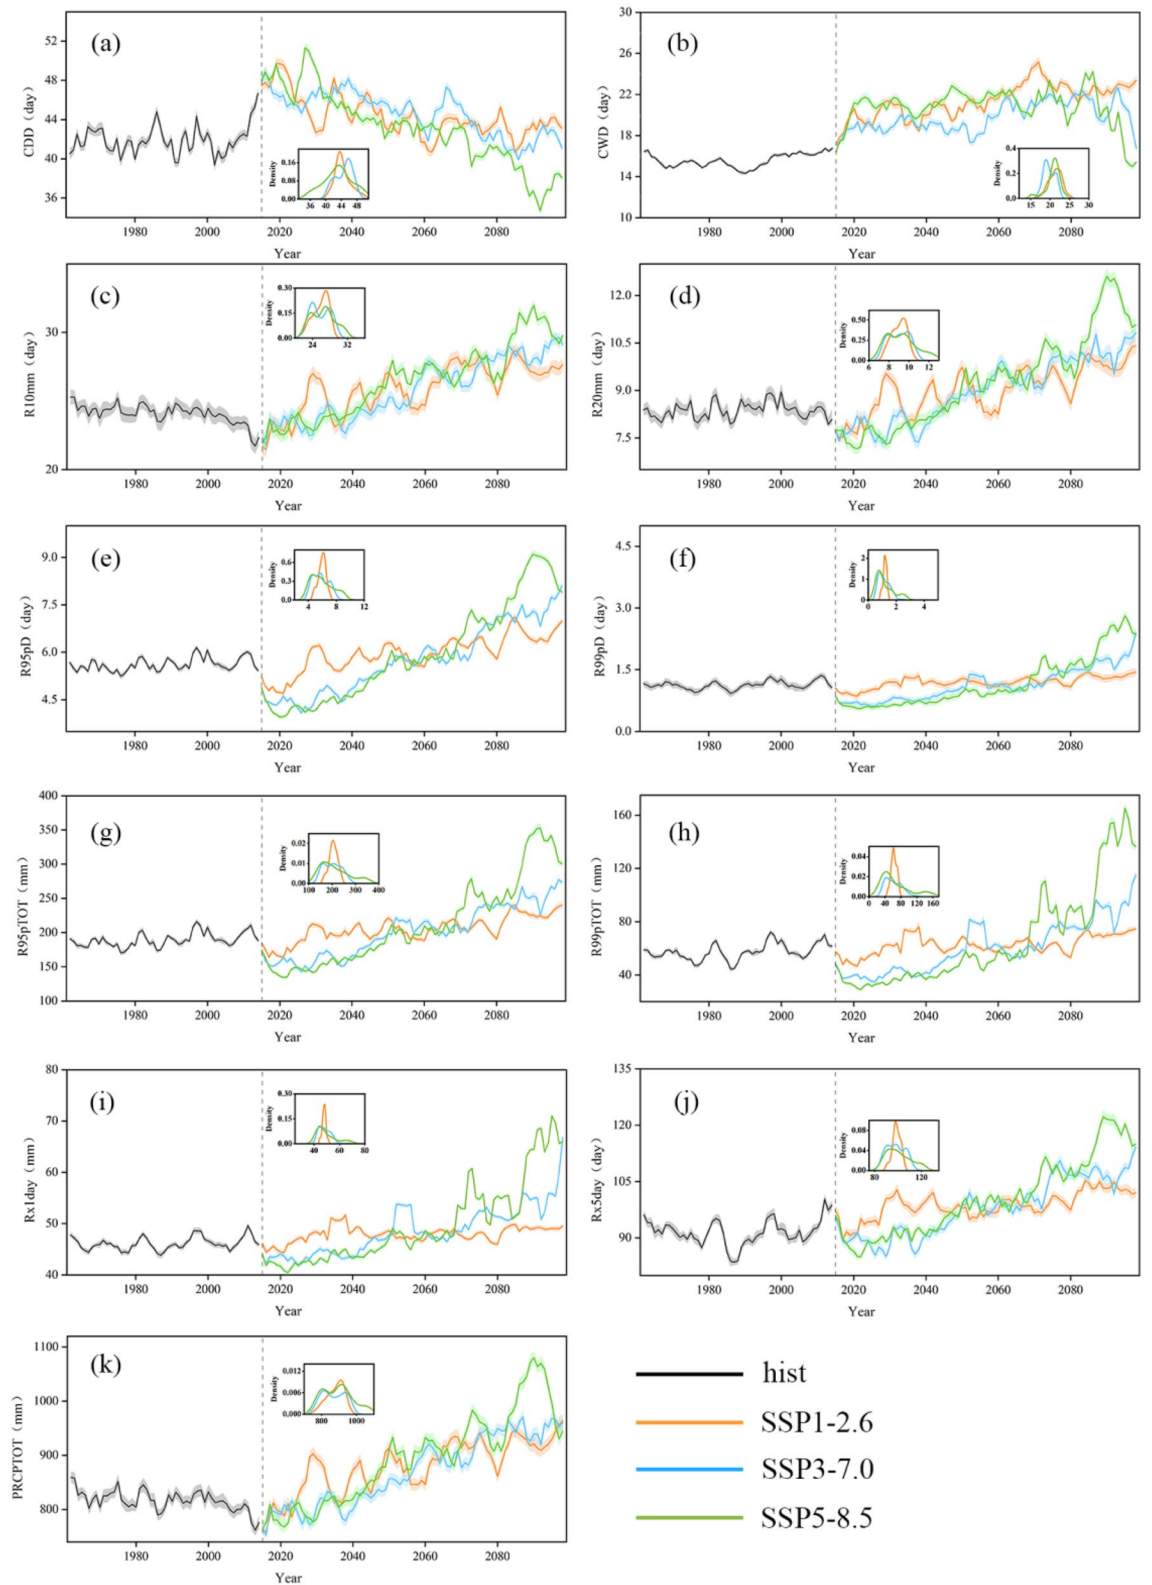 (a)
CDD（day）
52
48
44
40
36
1980 2000 2020 2040 2060 2080
Year
Density
0.16
0.08
0.00
36 40 44 48
(b)
CWD（day）
30
26
22
18
14
10
1980 2000 2020 2040 2060 2080
Year
Density
0.4
0.2
0.0
15 20 25 30
(c)
R10mm（day）
30
20
1980 2000 2020 2040 2060 2080
Year
Density
0.30
0.15
0.00
24 32
(d)
R20mm（day）
12.0
10.5
9.0
7.5
1980 2000 2020 2040 2060 2080
Year
Density
0.50
0.25
0.00
6 8 10 12
(e)
R95pD（day）
9.0
7.5
6.0
4.5
1980 2000 2020 2040 2060 2080
Year
Density
0.6
0.3
0.0
4 8 12
(f)
R99pD（day）
4.5
3.0
1.5
0.0
1980 2000 2020 2040 2060 2080
Year
Density
2
1
0
0 2 4
(g)
R95pTOT（mm）
400
350
300
250
200
150
100
1980 2000 2020 2040 2060 2080
Year
Density
0.02
0.01
0.00
100 200 300 400
(h)
R99pTOT（mm）
160
120
80
40
1980 2000 2020 2040 2060 2080
Year
Density
0.04
0.02
0.00
0 40 80 120 160
(i)
Rx1day（mm）
80
70
60
50
40
1980 2000 2020 2040 2060 2080
Year
Density
0.30
0.15
0.00
40 60 80
(j)
Rx5day（day）
135
120
105
90
1980 2000 2020 2040 2060 2080
Year
Density
0.08
0.04
0.00
80 120
(k)
PRCPTOT（mm）
1100
1000
900
800
1980 2000 2020 2040 2060 2080
Year
Density
0.012
0.006
0.000
800 1000
hist
SSP1-2.6
SSP3-7.0
SSP5-8.5